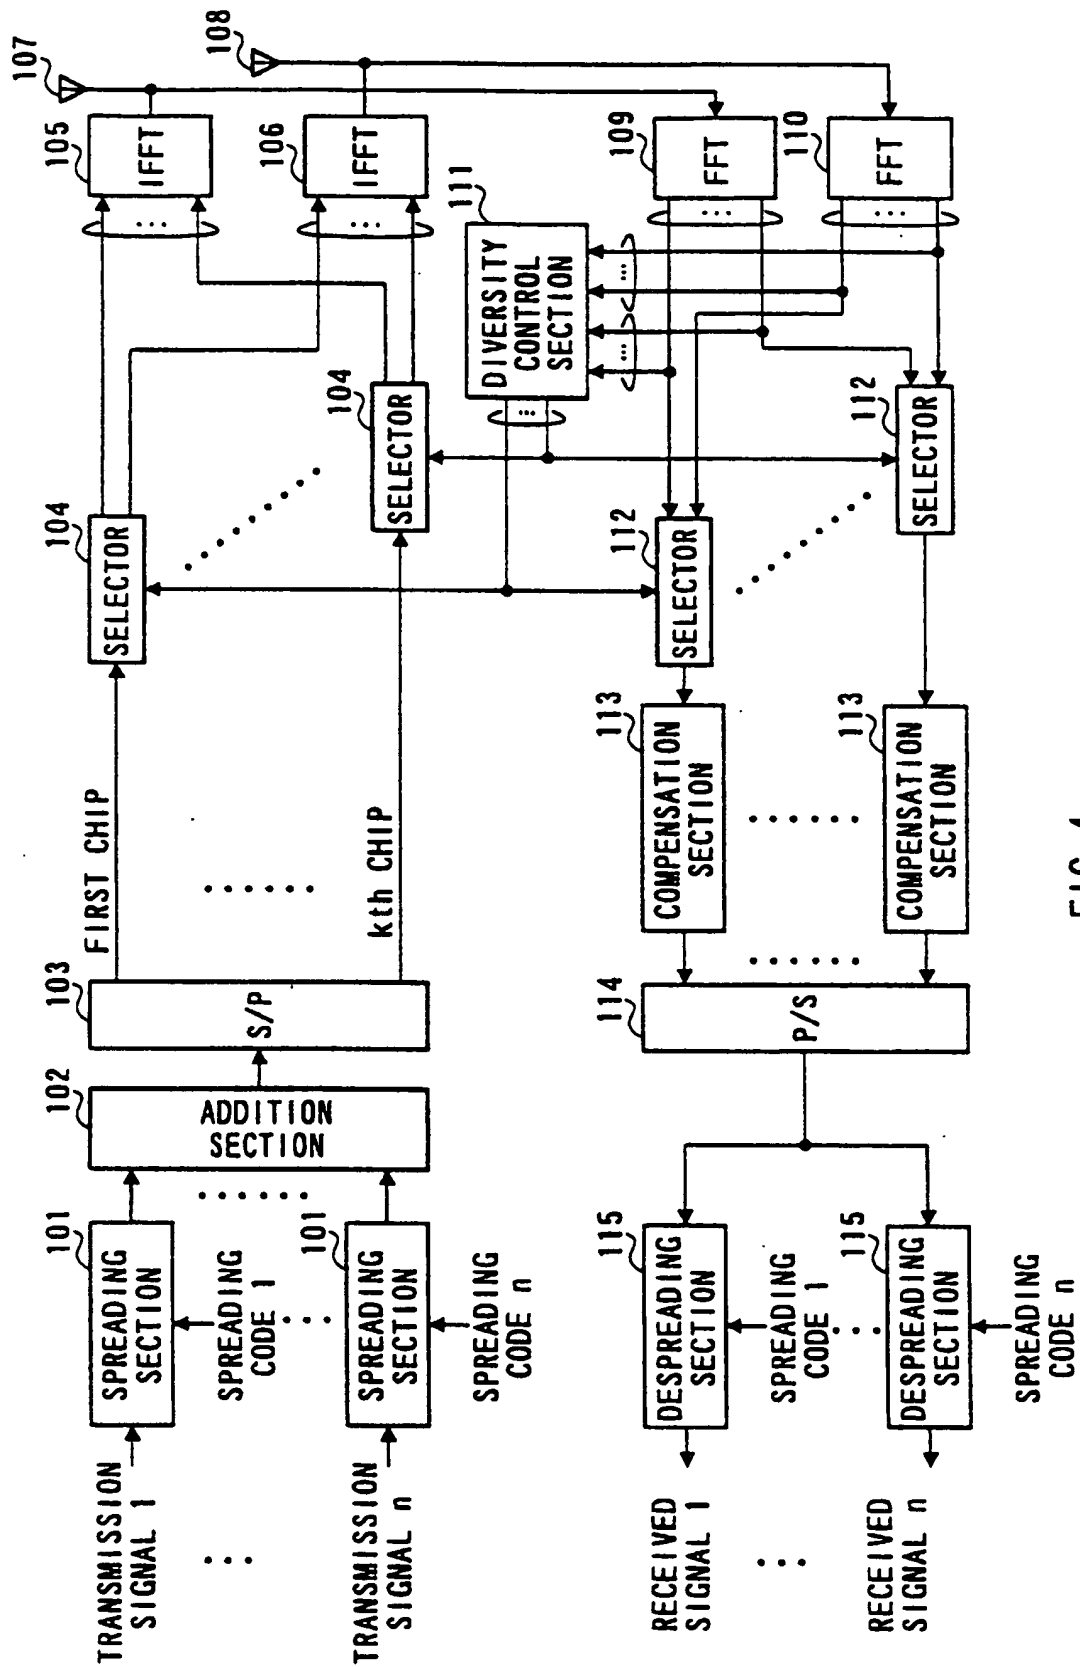 TRANSMISSION
SIGNAL 1
TRANSMISSION
SIGNAL n
101
SPREADING
SECTION
SPREADING
CODE 1
101
SPREADING
SECTION
SPREADING
CODE n
102
ADDITION
SECTION
103
S/P
FIRST CHIP
kth CHIP
104
SELECTOR
104
SELECTOR
105
IFFT
106
IFFT
107
108
111
DIVERSITY
CONTROL
SECTION
109
FFT
110
FFT
112
SELECTOR
112
SELECTOR
113
COMPENSATION
SECTION
113
COMPENSATION
SECTION
114
P/S
115
DESPREADING
SECTION
SPREADING
CODE 1
115
DESPREADING
SECTION
SPREADING
CODE n
RECEIVED
SIGNAL 1
RECEIVED
SIGNAL n